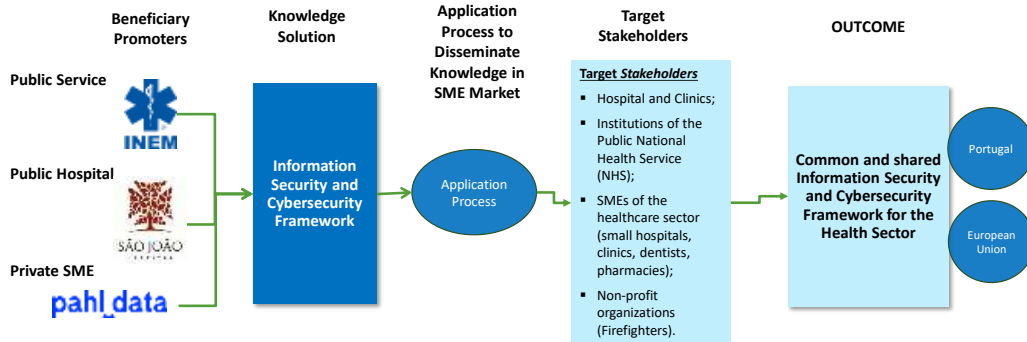 Beneficiary
Promoters
Knowledge
Solution
Application
Process to
Disseminate
Knowledge in
SME Market
Target
Stakeholders
OUTCOME
Public Service
INEM
Public Hospital
SÃO JOÃO
Private SME
pahl_data
Information
Security and
Cybersecurity
Framework
Application
Process
Target Stakeholders
▪ Hospital and Clinics;
▪ Institutions of the
Public National
Health Service
(NHS);
▪ SMEs of the
healthcare sector
(small hospitals,
clinics, dentists,
pharmacies);
▪ Non-profit
organizations
(Firefighters).
Common and shared
Information Security
and Cybersecurity
Framework for the
Health Sector
Portugal
European
Union